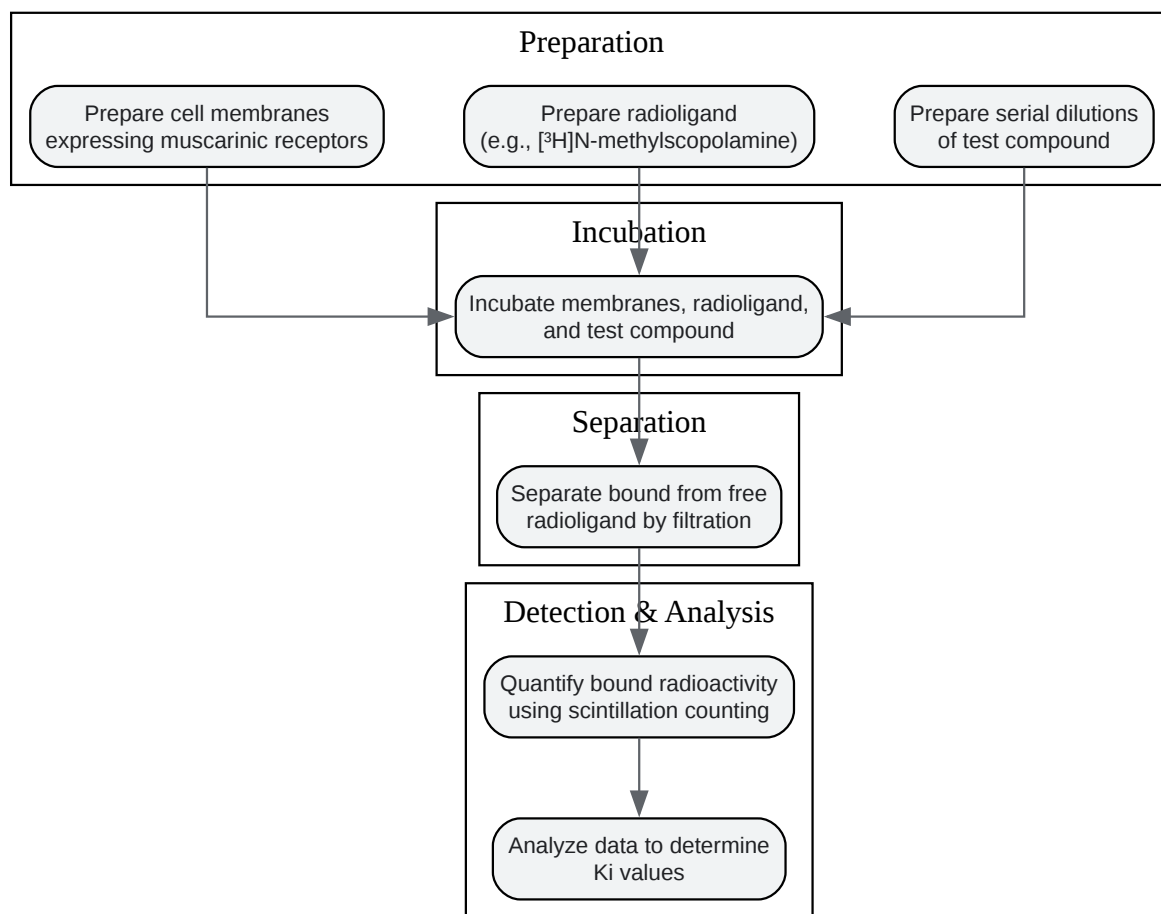 Preparation
Prepare cell membranes
expressing muscarinic receptors
Prepare radioligand
(e.g., [³H]N-methylscopolamine)
Prepare serial dilutions
of test compound
Incubation
Incubate membranes, radioligand,
and test compound
Separation
Separate bound from free
radioligand by filtration
Detection & Analysis
Quantify bound radioactivity
using scintillation counting
Analyze data to determine
Ki values